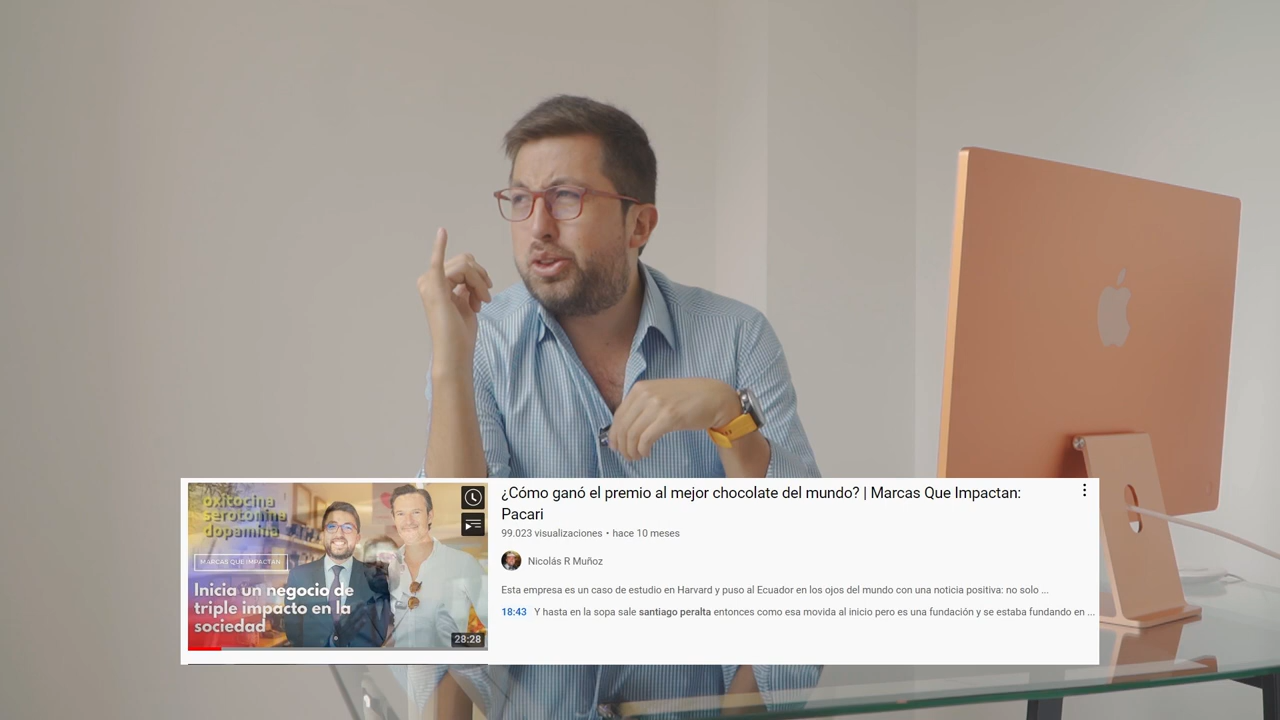 oxitocina
serotonina
dopamina
MARCAS QUE IMPACTAN
Inicia un negocio de
triple impacto en la
sociedad
28:28
¿Cómo ganó el premio al mejor chocolate del mundo? | Marcas Que Impactan:
Pacari
99.023 visualizaciones • hace 10 meses
Nicolás R Muñoz
Esta empresa es un caso de estudio en Harvard y puso al Ecuador en los ojos del mundo con una noticia positiva: no solo ...
18:43 Y hasta en la sopa sale santiago peralta entonces como esa movida al inicio pero es una fundación y se estaba fundando en ...